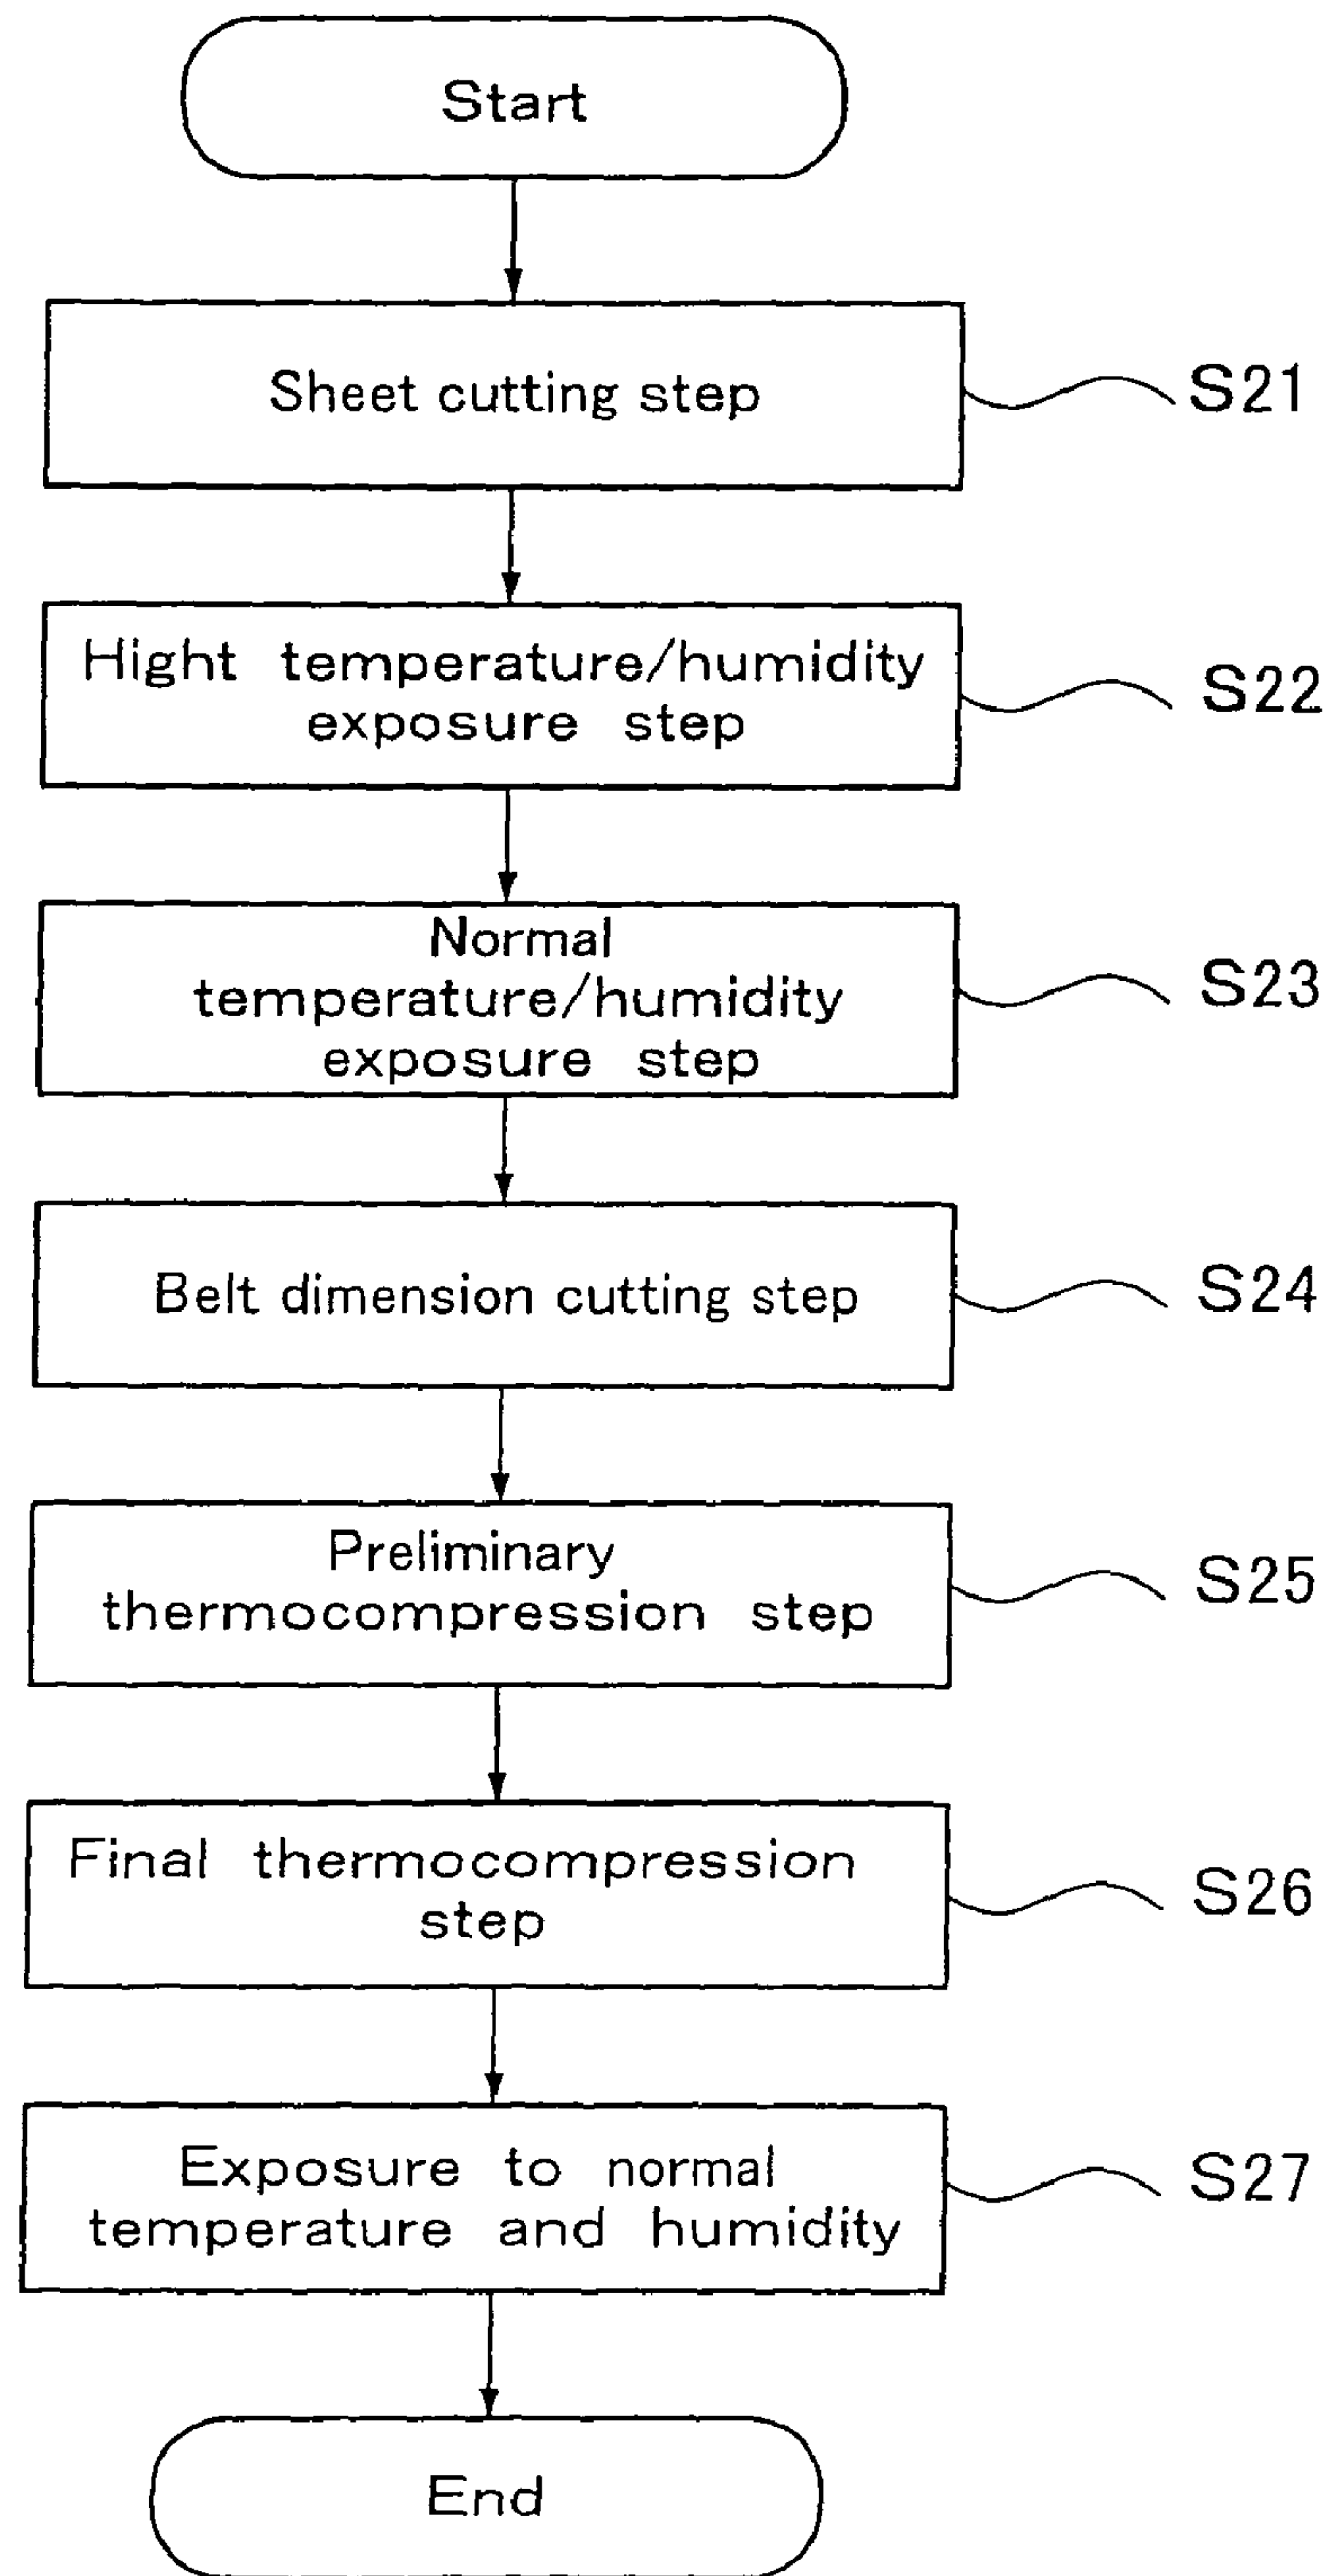 Start
Sheet cutting step
S21
Hight temperature/humidity
exposure step
S22
Normal
temperature/humidity
exposure step
S23
Belt dimension cutting step
S24
Preliminary
thermocompression step
S25
Final thermocompression
step
S26
Exposure to normal
temperature and humidity
S27
End